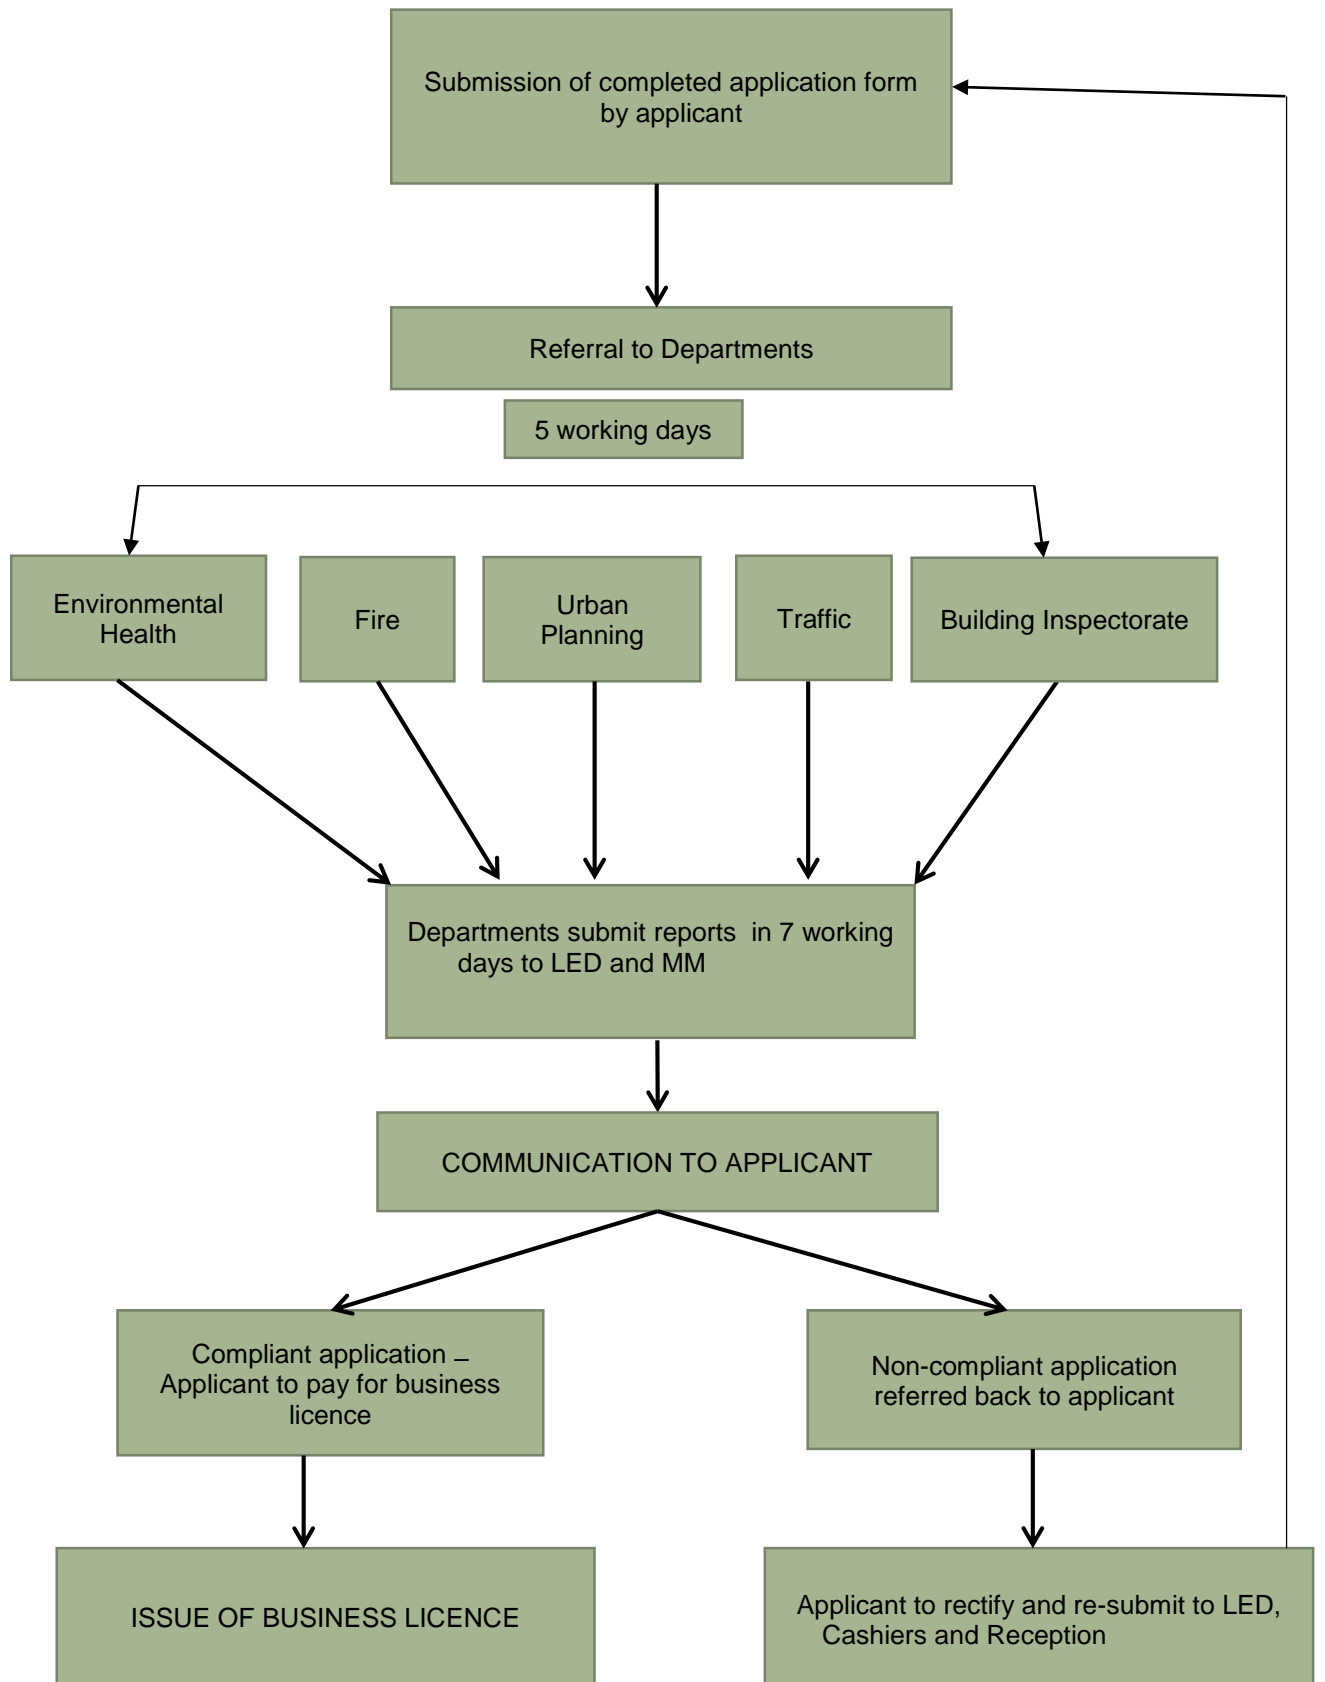 Submission of completed application form
by applicant
Referral to Departments
5 working days
Environmental
Health
Fire
Urban
Planning
Traffic
Building Inspectorate
Departments submit reports  in 7 working
days to LED and MM
COMMUNICATION TO APPLICANT
Compliant application –
Applicant to pay for business
licence
Non-compliant application
referred back to applicant
ISSUE OF BUSINESS LICENCE
Applicant to rectify and re-submit to LED,
Cashiers and Reception